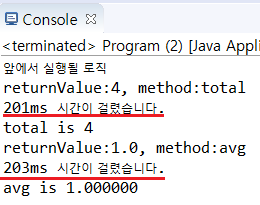 Console
<terminated> Program (2) [Java Appli
앞에서 실행될 로직
returnValue:4, method:total
201ms 시간이 걸렸습니다.
total is 4
returnValue:1.0, method:avg
203ms 시간이 걸렸습니다.
avg is 1.000000